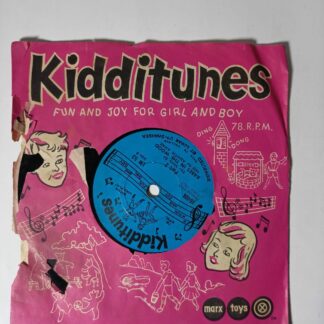 Kidditunes
FUN AND JOY FOR GIRL AND BOY
78.R.P.M.
DING
DONG
Kidditunes
marx toys